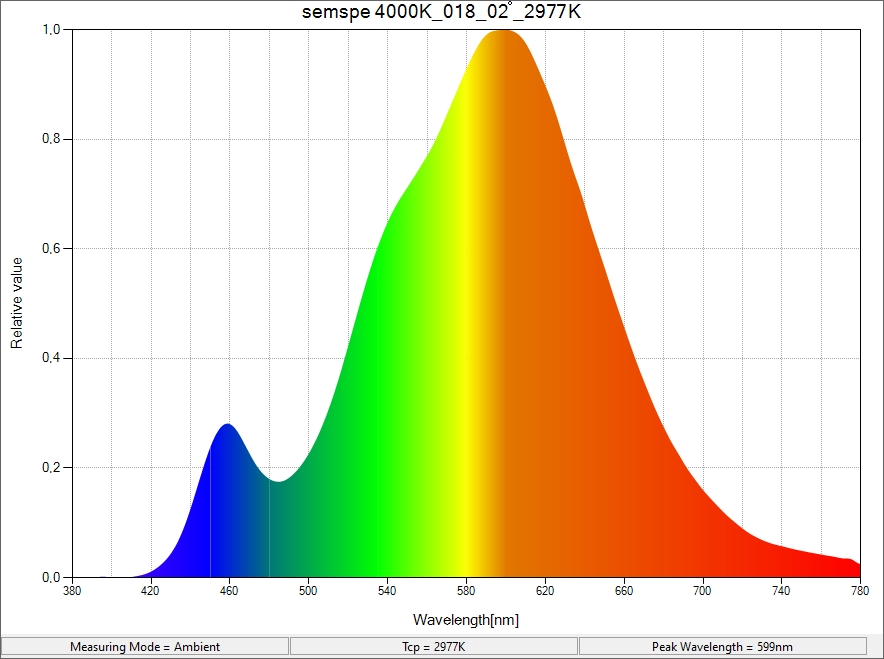 semspe 4000K_018_02°_2977K
1.0
0.8
0.6
0.4
0.2
0.0
Relative value
380 420 460 500 540 580 620 660 700 740 780
Wavelength[nm]
Measuring Mode = Ambient Tcp = 2977K Peak Wavelength = 599nm